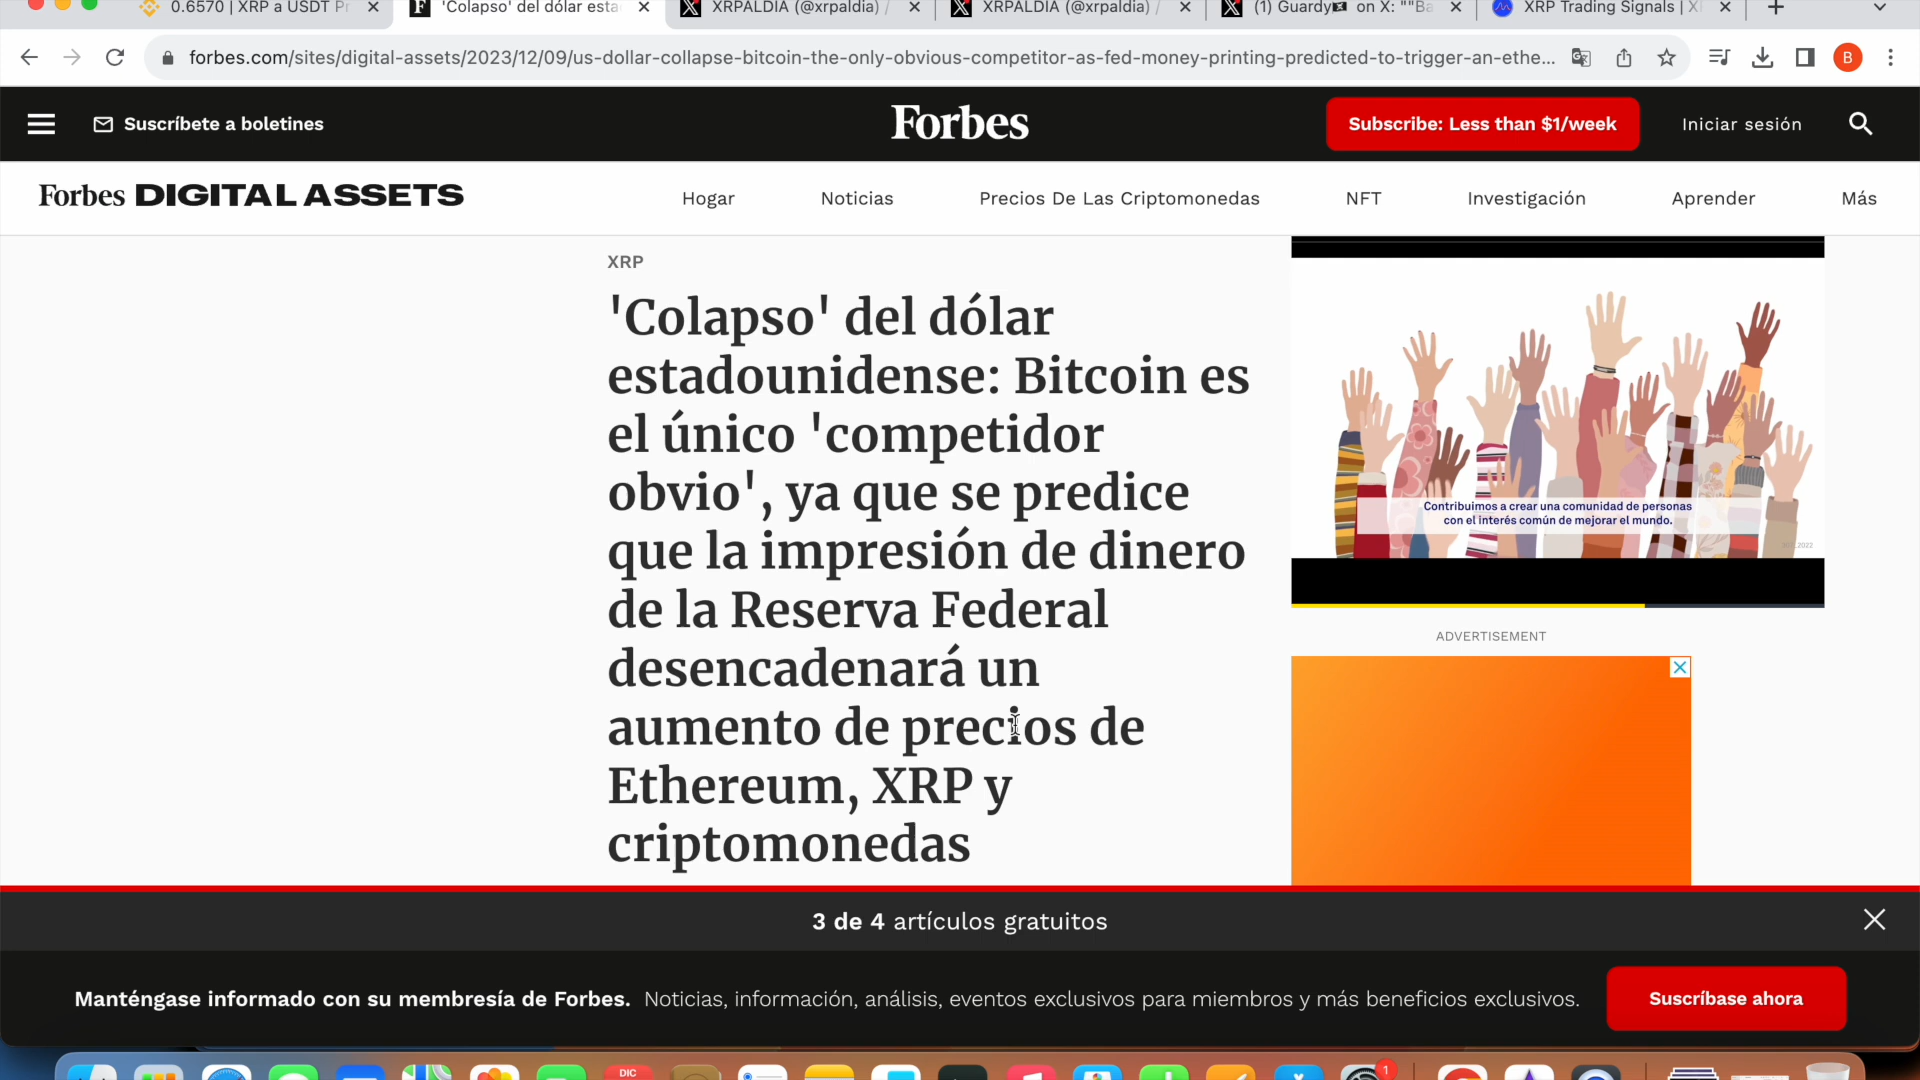 0.6570 | XRP a USDT Pr
'Colapso' del dólar esta
XRPALDIA (@xrpaldia) /
XRPALDIA (@xrpaldia) /
(1) Guardy on X: ""Ba
XRP Trading Signals | X
forbes.com/sites/digital-assets/2023/12/09/us-dollar-collapse-bitcoin-the-only-obvious-competitor-as-fed-money-printing-predicted-to-trigger-an-ethe...
B
Suscríbete a boletines
Forbes
Subscribe: Less than $1/week
Iniciar sesión
Forbes DIGITAL ASSETS
Hogar
Noticias
Precios De Las Criptomonedas
NFT
Investigación
Aprender
Más
XRP
'Colapso' del dólar
estadounidense: Bitcoin es
el único 'competidor
obvio', ya que se predice
que la impresión de dinero
de la Reserva Federal
desencadenará un
aumento de precios de
Ethereum, XRP y
criptomonedas
Contribuimos a crear una comunidad de personas
con el interés común de mejorar el mundo.
ADVERTISEMENT
3 de 4 artículos gratuitos
Manténgase informado con su membresía de Forbes. Noticias, información, análisis, eventos exclusivos para miembros y más beneficios exclusivos.
Suscríbase ahora
DIC
1